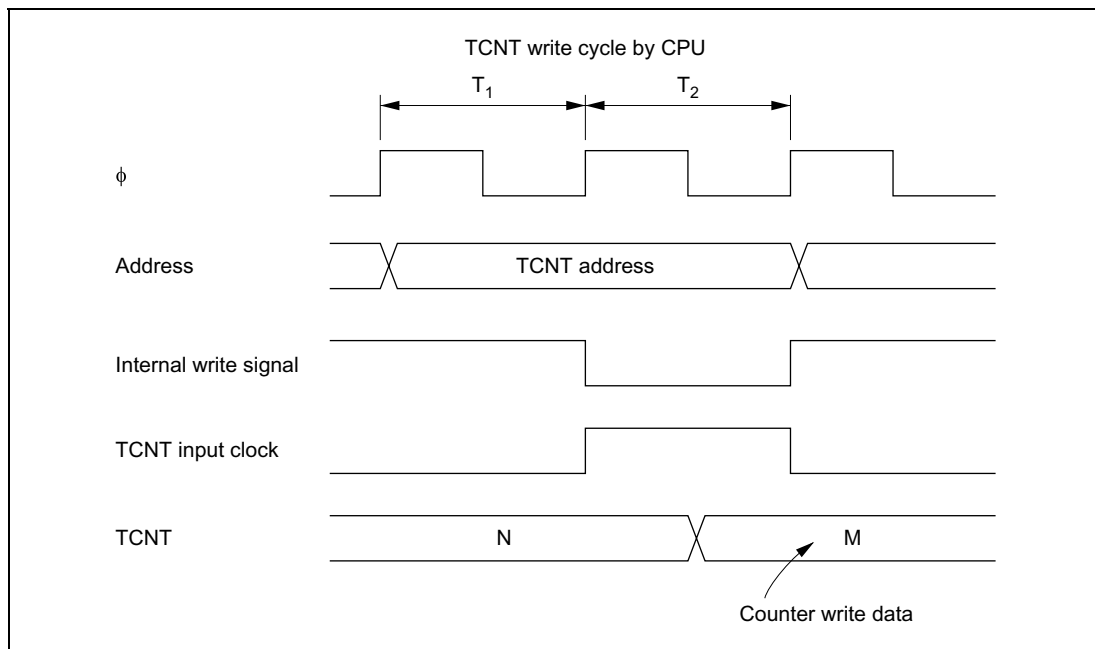 TCNT write cycle by CPU
T1 T2
ϕ
Address TCNT address
Internal write signal
TCNT input clock
TCNT N M
Counter write data